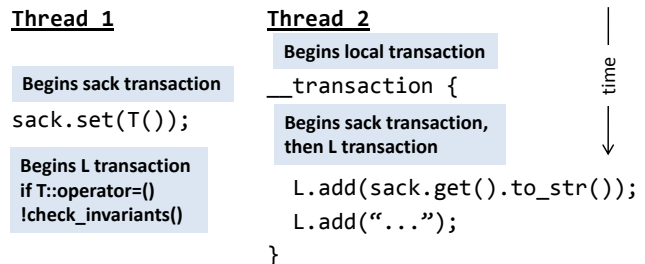 Thread 1
Begins sack transaction
sack.set(T());
Begins L transaction
if T::operator=()
!check_invariants()
Thread 2
Begins local transaction
__transaction {
Begins sack transaction,
then L transaction
L.add(sack.get().to_str());
L.add(“...”);
}
time